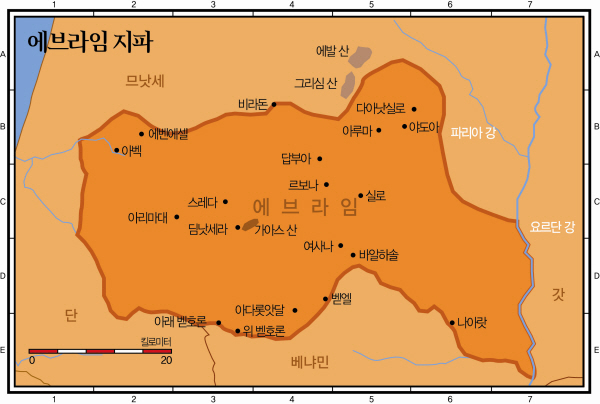 1 2 3 4 5 6 7
에브라임 지파
에발 산
A A
므낫세
그리심 산
비라돈
다아낫실로
에벤에셀
아루마
야도아
B B
파리아 강
아벡
답부아
르보나
실로
스레다
에브라임
C C
아리마대
딤낫세라
가아스 산
요르단 강
여사나
바알하솔
D D
벧엘
갓
아다롯앗달
단
아래 벧호론
위 벧호론
나아랏
킬로미터
E E
0 20
베냐민
1 2 3 4 5 6 7